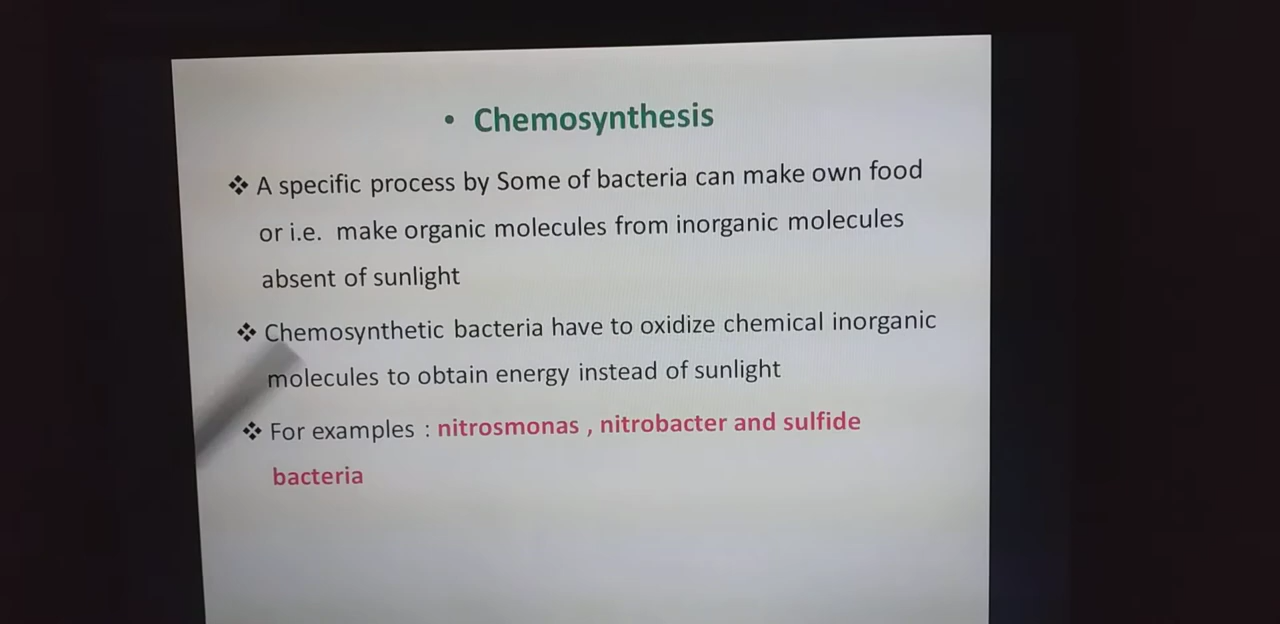 • Chemosynthesis
❖ A specific process by Some of bacteria can make own food
or i.e. make organic molecules from inorganic molecules
absent of sunlight
❖ Chemosynthetic bacteria have to oxidize chemical inorganic
molecules to obtain energy instead of sunlight
❖ For examples : nitrosmonas , nitrobacter and sulfide
bacteria